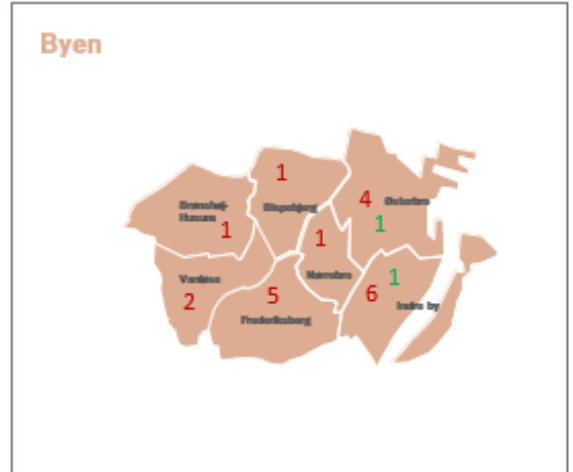 Byen
1
Bispebjerg
4
Østerbro
1
Brønshøj-
Husum
1
1
Nørrebro
Vanløse
2
5
Frederiksberg
1
6
Indre by